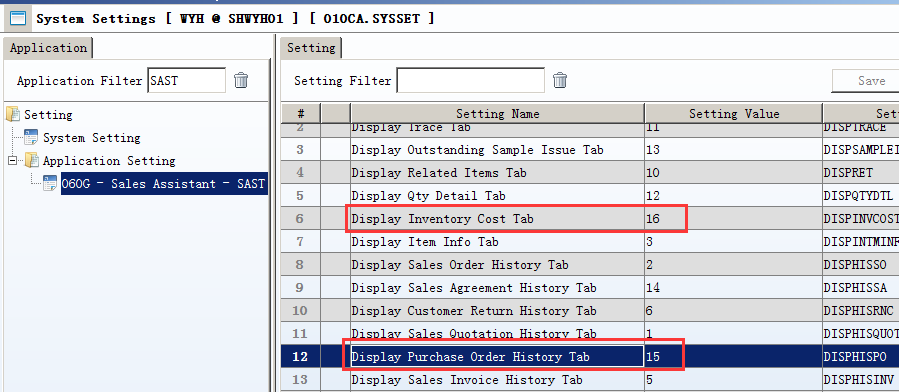 System Settings [ WYH @ SHWYH01 ] [ O10CA.SYSSET ]
Application
Setting
Application Filter SAST
Setting Filter
Save
Setting
System Setting
Application Setting
O6OG - Sales Assistant - SAST
# Setting Name Setting Value Sett
2 Display Trace Tab 11 DISPTRACE
3 Display Outstanding Sample Issue Tab 13 DISPSAMPLEI
4 Display Related Items Tab 10 DISPRET
5 Display Qty Detail Tab 12 DISPQTYDTL
6 Display Inventory Cost Tab 16 DISPINVCOST
7 Display Item Info Tab 3 DISPINTMINF
8 Display Sales Order History Tab 2 DISPHISSO
9 Display Sales Agreement History Tab 14 DISPHISSA
10 Display Customer Return History Tab 6 DISPHISRNC
11 Display Sales Quotation History Tab 1 DISPHISQUOT
12 Display Purchase Order History Tab 15 DISPHISPO
13 Display Sales Invoice History Tab 5 DISPHISINV